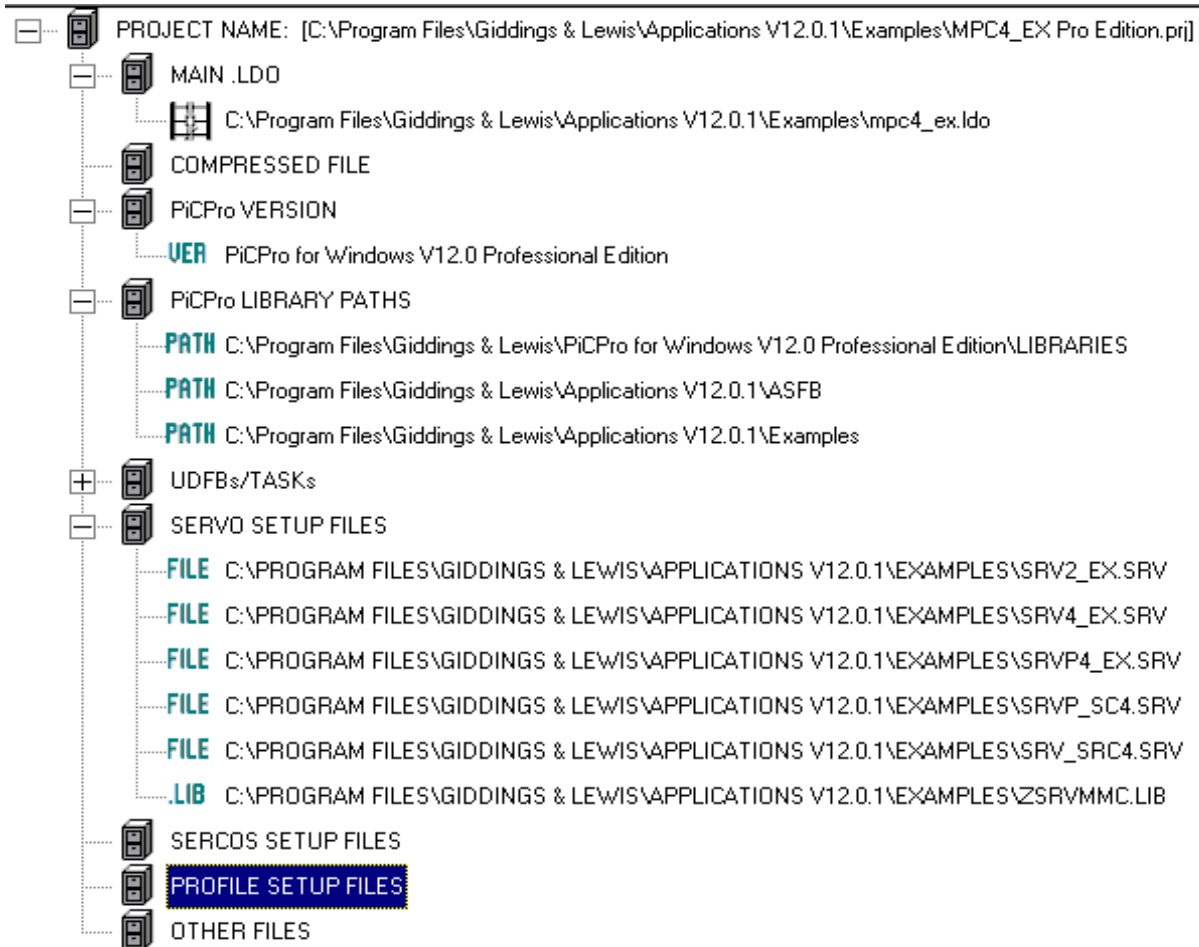 PROJECT NAME: [C:\Program Files\Giddings & Lewis\Applications V12.0.1\Examples\MPC4_EX Pro Edition.prj]
MAIN .LDO
C:\Program Files\Giddings & Lewis\Applications V12.0.1\Examples\mpc4_ex.ldo
COMPRESSED FILE
PiCPro VERSION
VER PiCPro for Windows V12.0 Professional Edition
PiCPro LIBRARY PATHS
PATH C:\Program Files\Giddings & Lewis\PiCPro for Windows V12.0 Professional Edition\LIBRARIES
PATH C:\Program Files\Giddings & Lewis\Applications V12.0.1\ASFB
PATH C:\Program Files\Giddings & Lewis\Applications V12.0.1\Examples
UDFBs/TASKs
SERVO SETUP FILES
FILE C:\PROGRAM FILES\GIDDINGS & LEWIS\APPLICATIONS V12.0.1\EXAMPLES\SRV2_EX.SRV
FILE C:\PROGRAM FILES\GIDDINGS & LEWIS\APPLICATIONS V12.0.1\EXAMPLES\SRV4_EX.SRV
FILE C:\PROGRAM FILES\GIDDINGS & LEWIS\APPLICATIONS V12.0.1\EXAMPLES\SRVP4_EX.SRV
FILE C:\PROGRAM FILES\GIDDINGS & LEWIS\APPLICATIONS V12.0.1\EXAMPLES\SRVP_SC4.SRV
FILE C:\PROGRAM FILES\GIDDINGS & LEWIS\APPLICATIONS V12.0.1\EXAMPLES\SRV_SRC4.SRV
.LIB C:\PROGRAM FILES\GIDDINGS & LEWIS\APPLICATIONS V12.0.1\EXAMPLES\ZSRVMMC.LIB
SERCOS SETUP FILES
PROFILE SETUP FILES
OTHER FILES